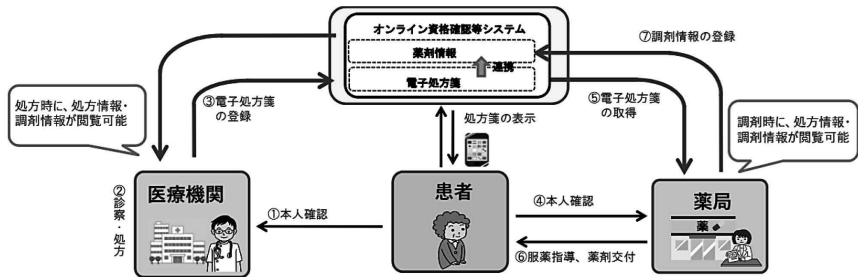 オンライン資格確認等システム
薬剤情報
連携
電子処方箋
⑦調剤情報の登録
③電子処方箋
の登録
⑤電子処方箋
の取得
処方時に、処方情報・
調剤情報が閲覧可能
処方箋の表示
調剤時に、処方情報・
調剤情報が閲覧可能
②診察・処方
医療機関
①本人確認
患者
④本人確認
⑥服薬指導、薬剤交付
薬局
薬